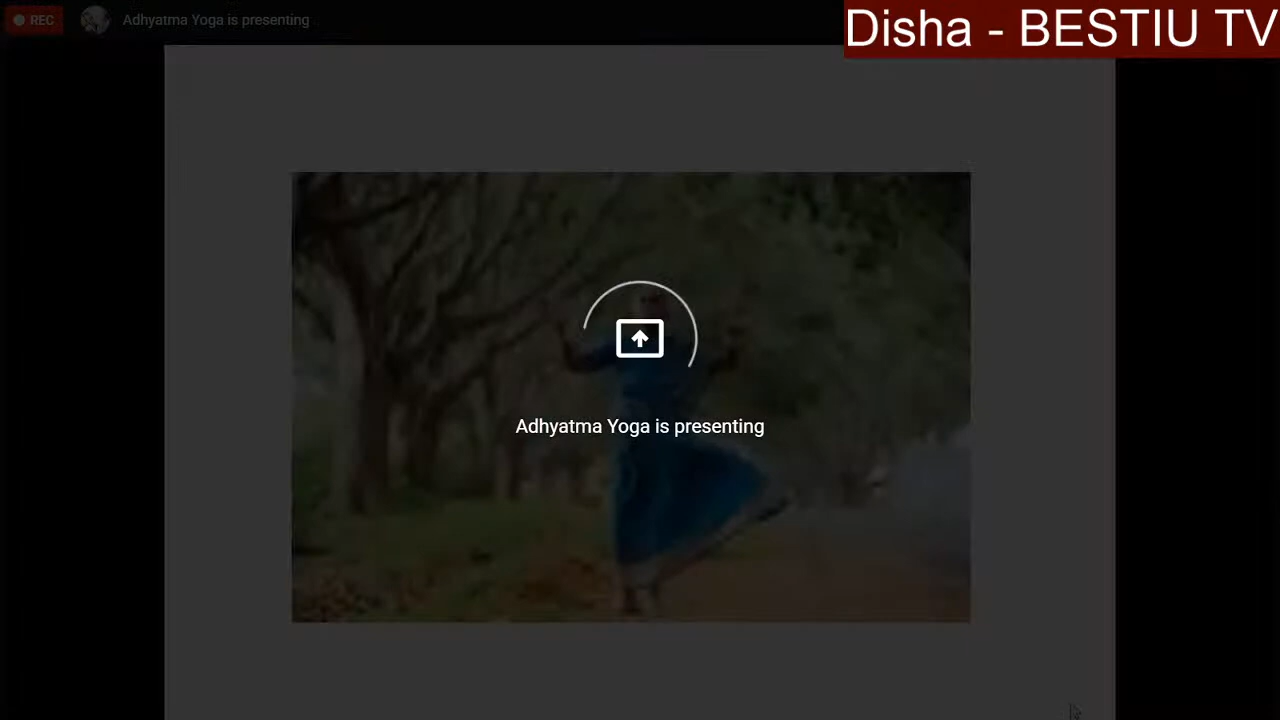 REC
Adhyatma Yoga is presenting
Disha - BESTIU TV
Adhyatma Yoga is presenting